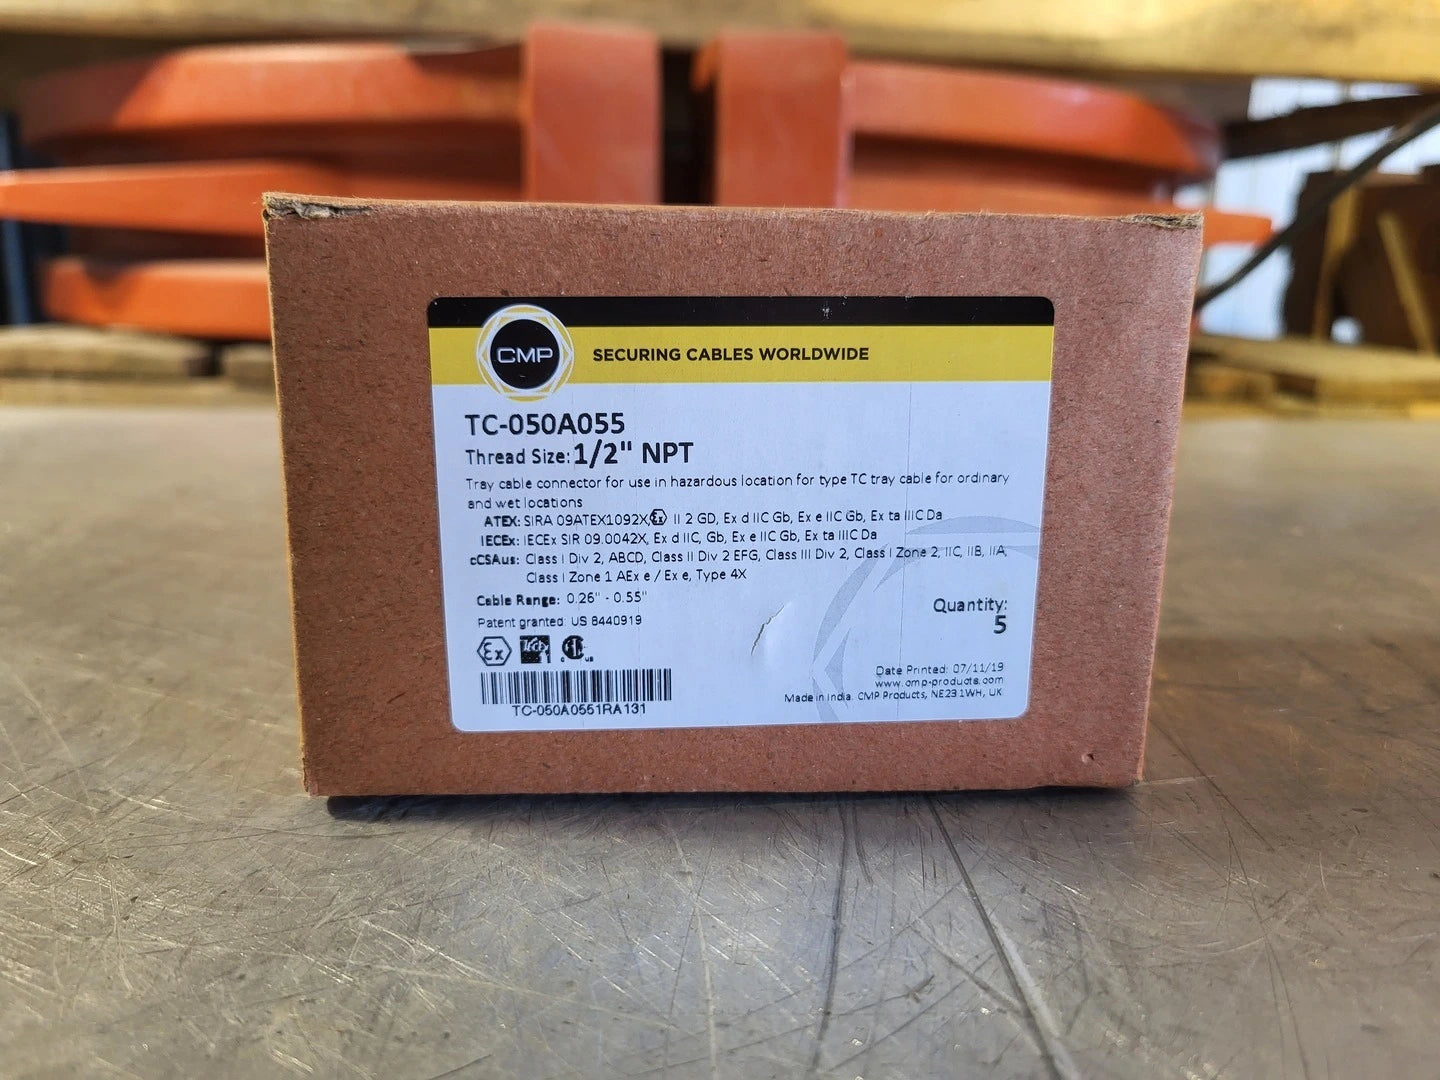 CMP
SECURING CABLES WORLDWIDE
TC-050A055
Thread Size: 1/2" NPT
Tray cable connector for use in hazardous location for type TC tray cable for ordinary
and wet locations
ATEX: SIRA 09ATEX1092X, Ex II 2 GD, Ex d IIC Gb, Ex e IIC Gb, Ex ta IIIC Da
IECEx: IECEx SIR 09.0042X, Ex d IIC, Gb, Ex e IIC Gb, Ex ta IIIC Da
cCSAus: Class I Div 2, ABCD, Class II Div 2 EFG, Class III Div 2, Class I Zone 2, IIC, IIB, IIA,
Class I Zone 1 AEx e / Ex e, Type 4X
Cable Range: 0.26" - 0.55"
Quantity:
5
Patent granted: US 8440919
Ex
Date Printed: 07/11/19
www.cmp-products.com
Made in India. CMP Products, NE23 1WH, UK
TC-050A0551RA131